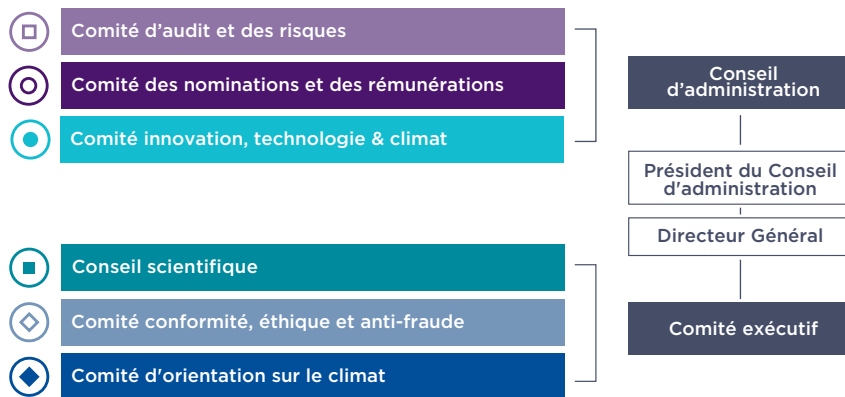 Comité d’audit et des risques
Comité des nominations et des rémunérations
Comité innovation, technologie & climat
Conseil scientifique
Comité conformité, éthique et anti-fraude
Comité d'orientation sur le climat
Conseil
d’administration
Président du Conseil
d'administration
Directeur Général
Comité exécutif